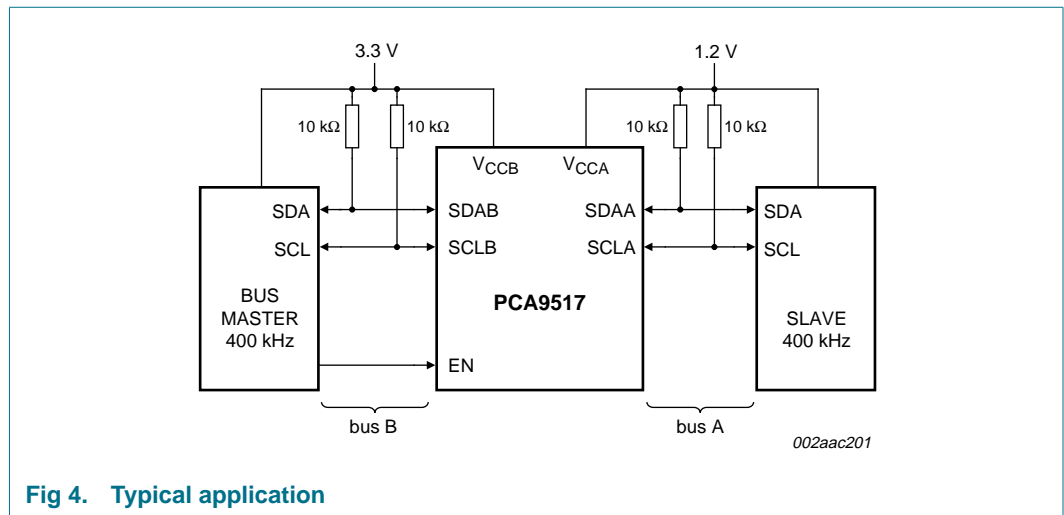 3.3 V
1.2 V
10 kΩ
10 kΩ
10 kΩ
10 kΩ
VCCB
VCCA
SDA
SDAB
SDAA
SDA
SCL
SCLB
SCLA
SCL
PCA9517
BUS
MASTER
400 kHz
SLAVE
400 kHz
EN
bus B
bus A
002aac201
Fig 4. Typical application